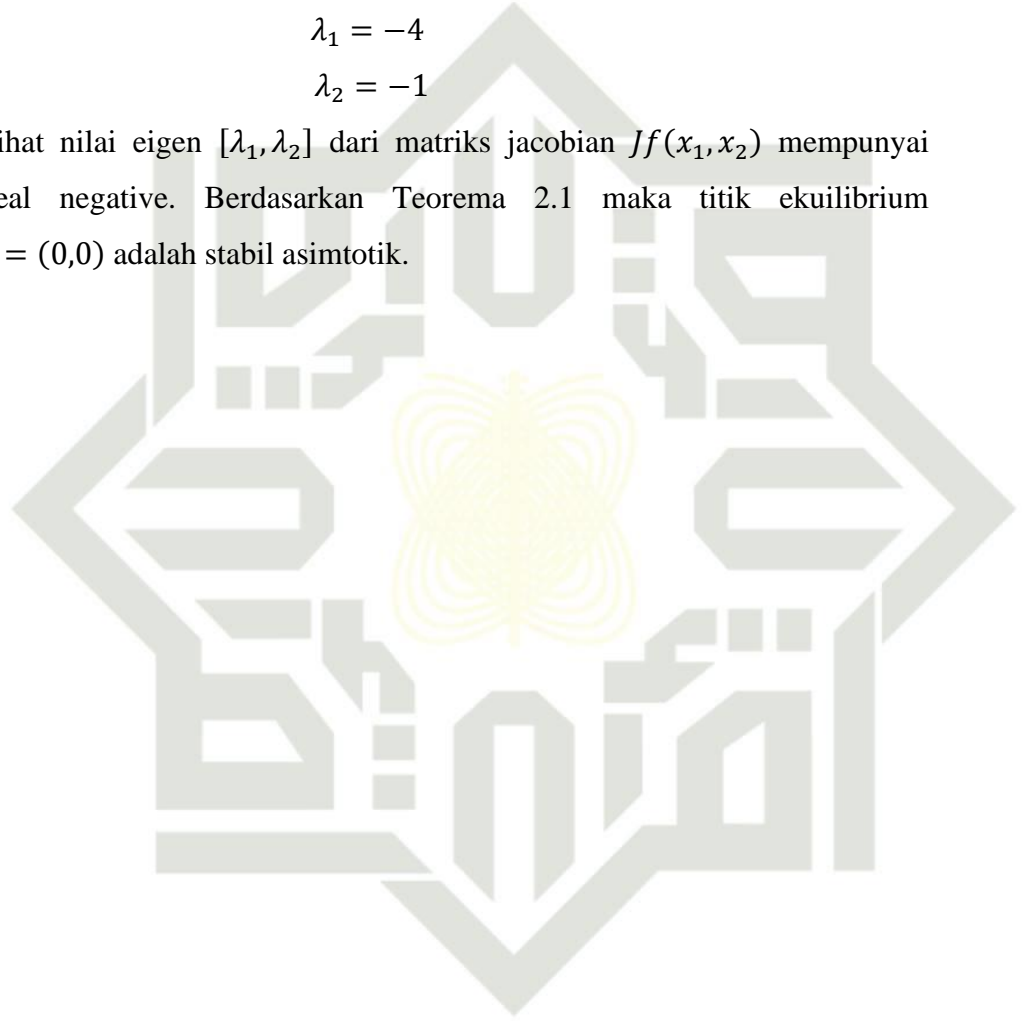 λ₁ = −4
λ₂ = −1
ihat nilai eigen [λ₁, λ₂] dari matriks jacobian Jf(x₁, x₂) mempunyai
eal negative. Berdasarkan Teorema 2.1 maka titik ekuilibrium
= (0,0) adalah stabil asimtotik.